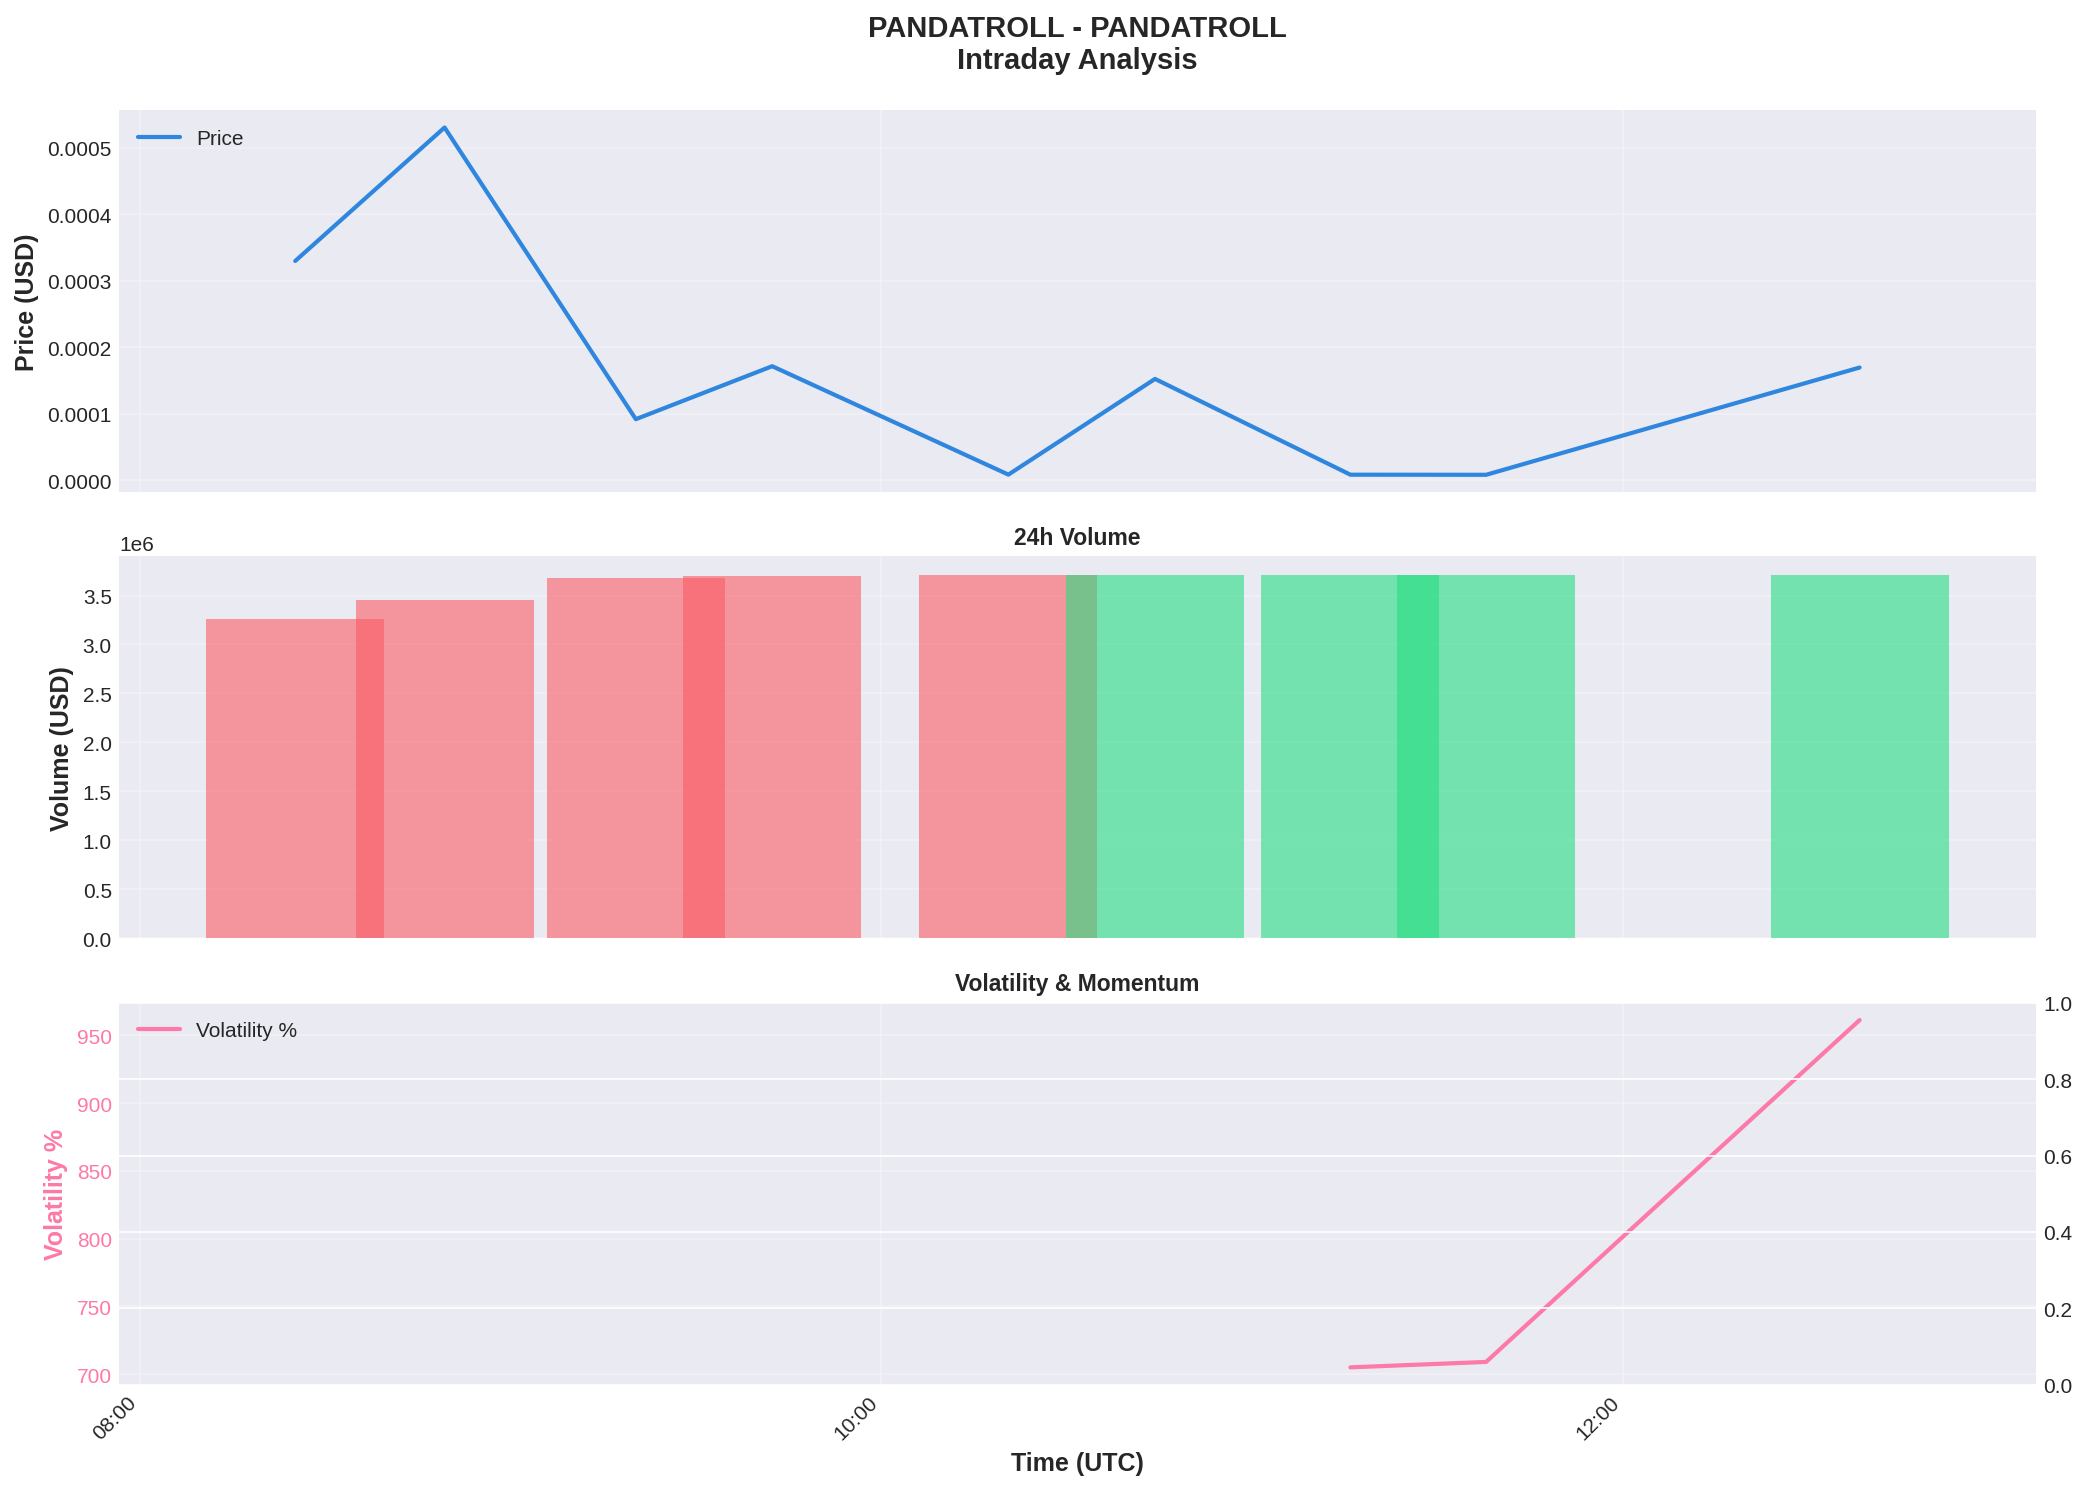 PANDATROLL - PANDATROLL
Intraday Analysis
Price
0.0005
0.0004
0.0003
0.0002
0.0001
0.0000
Price (USD)
24h Volume
1e6
3.5
3.0
2.5
2.0
1.5
1.0
0.5
0.0
Volume (USD)
Volatility & Momentum
Volatility %
950
900
850
800
750
700
Volatility %
1.0
0.8
0.6
0.4
0.2
0.0
08:00
10:00
12:00
Time (UTC)